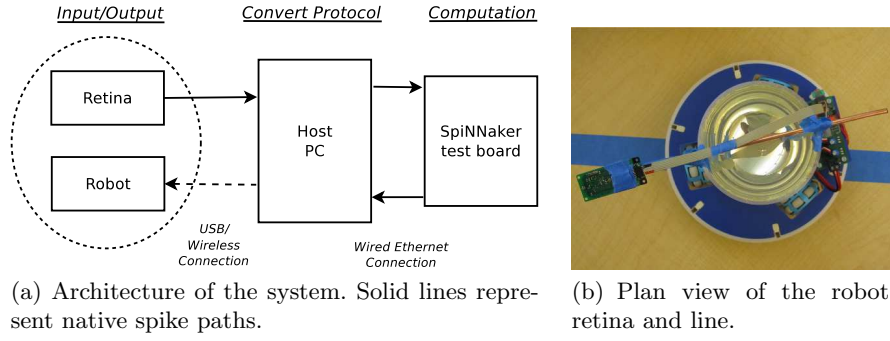 Input/Output
Convert Protocol
Computation
Retina
Robot
Host
PC
SpiNNaker
test board
USB/
Wireless
Connection
Wired Ethernet
Connection
(a) Architecture of the system. Solid lines repre-
sent native spike paths.
(b) Plan view of the robot
retina and line.